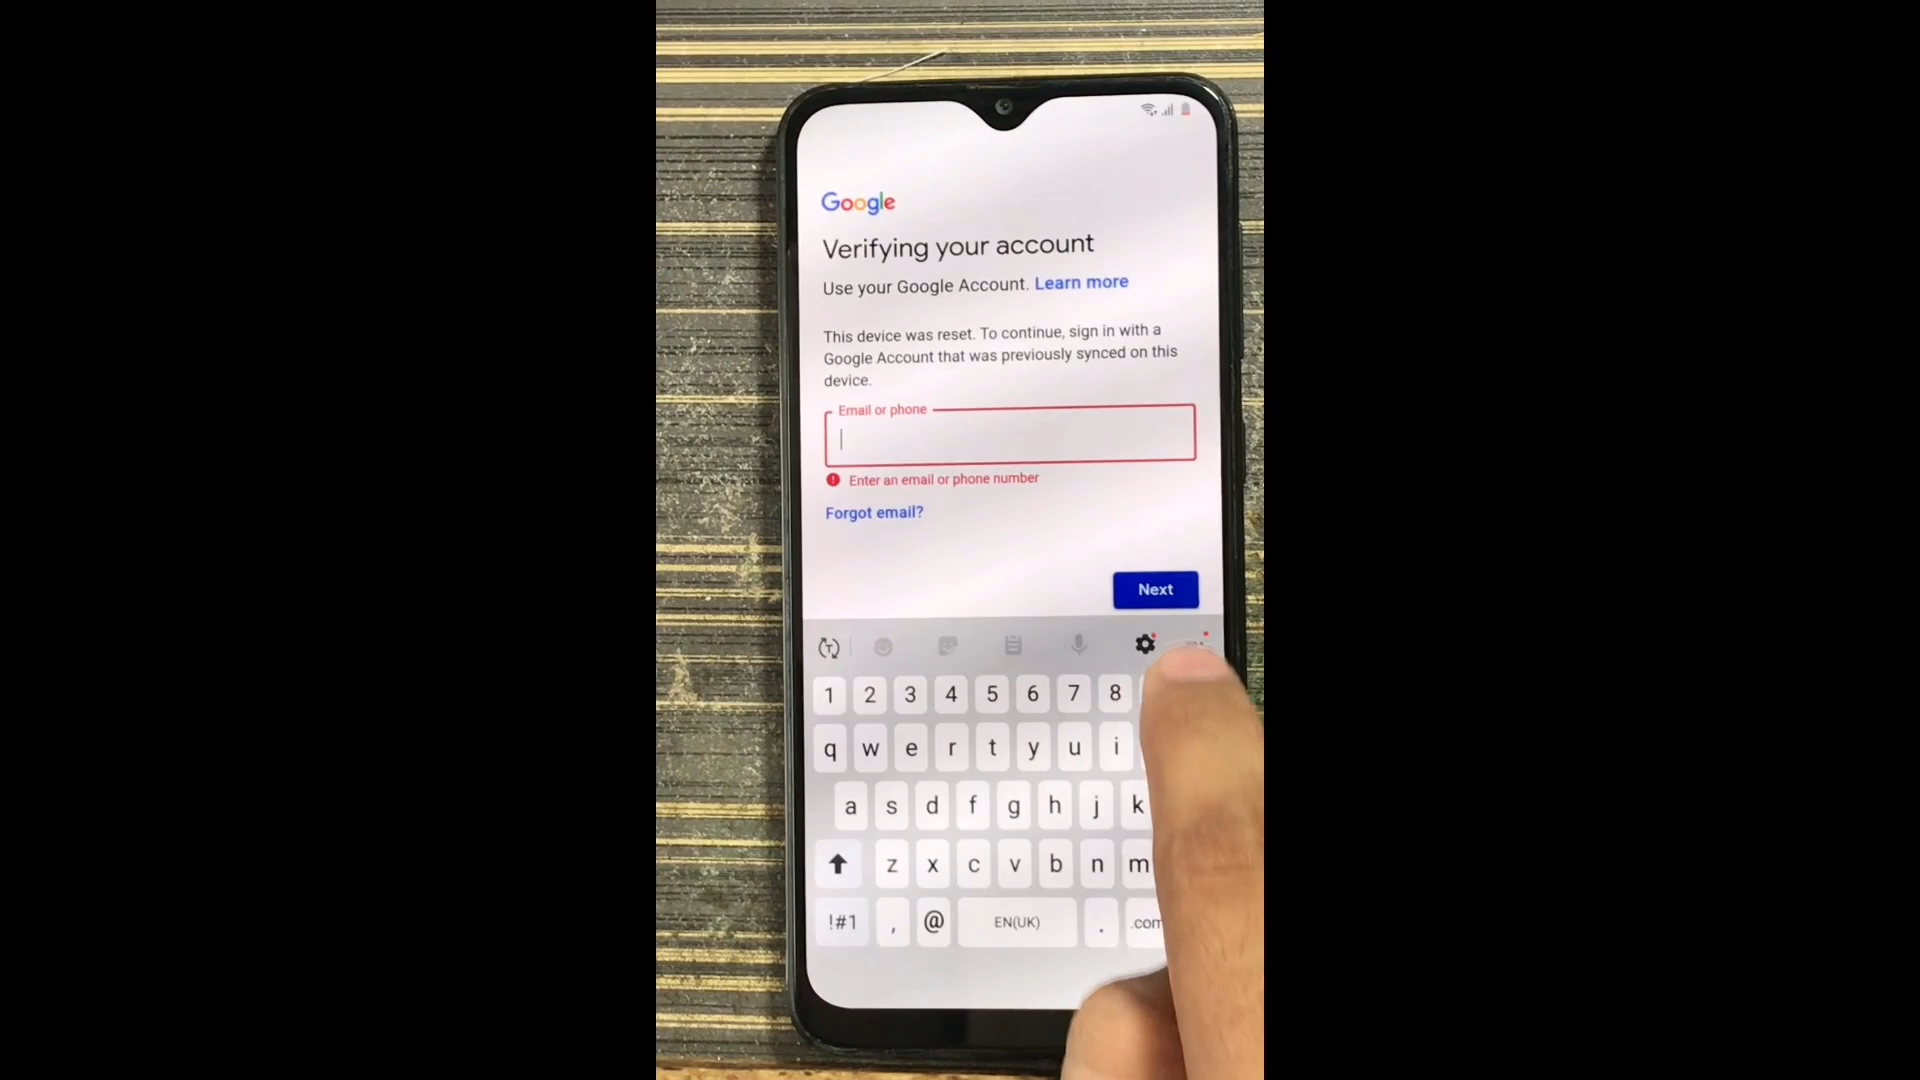 Google
Verifying your account
Use your Google Account. Learn more
This device was reset. To continue, sign in with a
Google Account that was previously synced on this
device.
Email or phone
Enter an email or phone number
Forgot email?
Next
1 2 3 4 5 6 7 8
q w e r t y u i
a s d f g h j k
z x c v b n m
!#1 , @ EN(UK) . .com